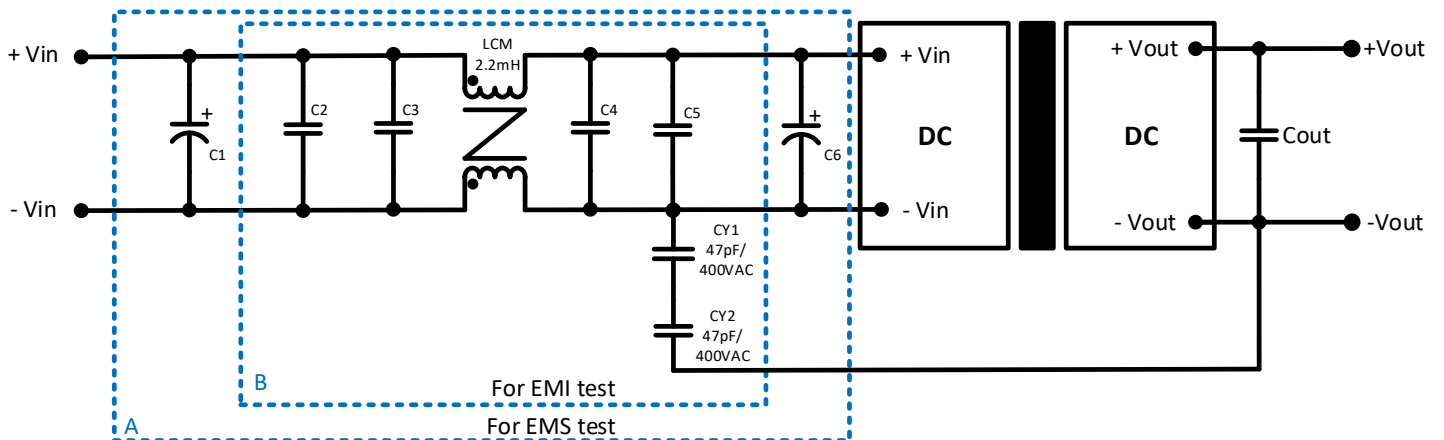 + Vin
- Vin
C1
+
C2
C3
LCM
2.2mH
C4
C5
+
C6
CY1
47pF/
400VAC
CY2
47pF/
400VAC
B
For EMI test
A
For EMS test
+ Vin
DC
- Vin
+ Vout
DC
- Vout
Cout
+Vout
-Vout